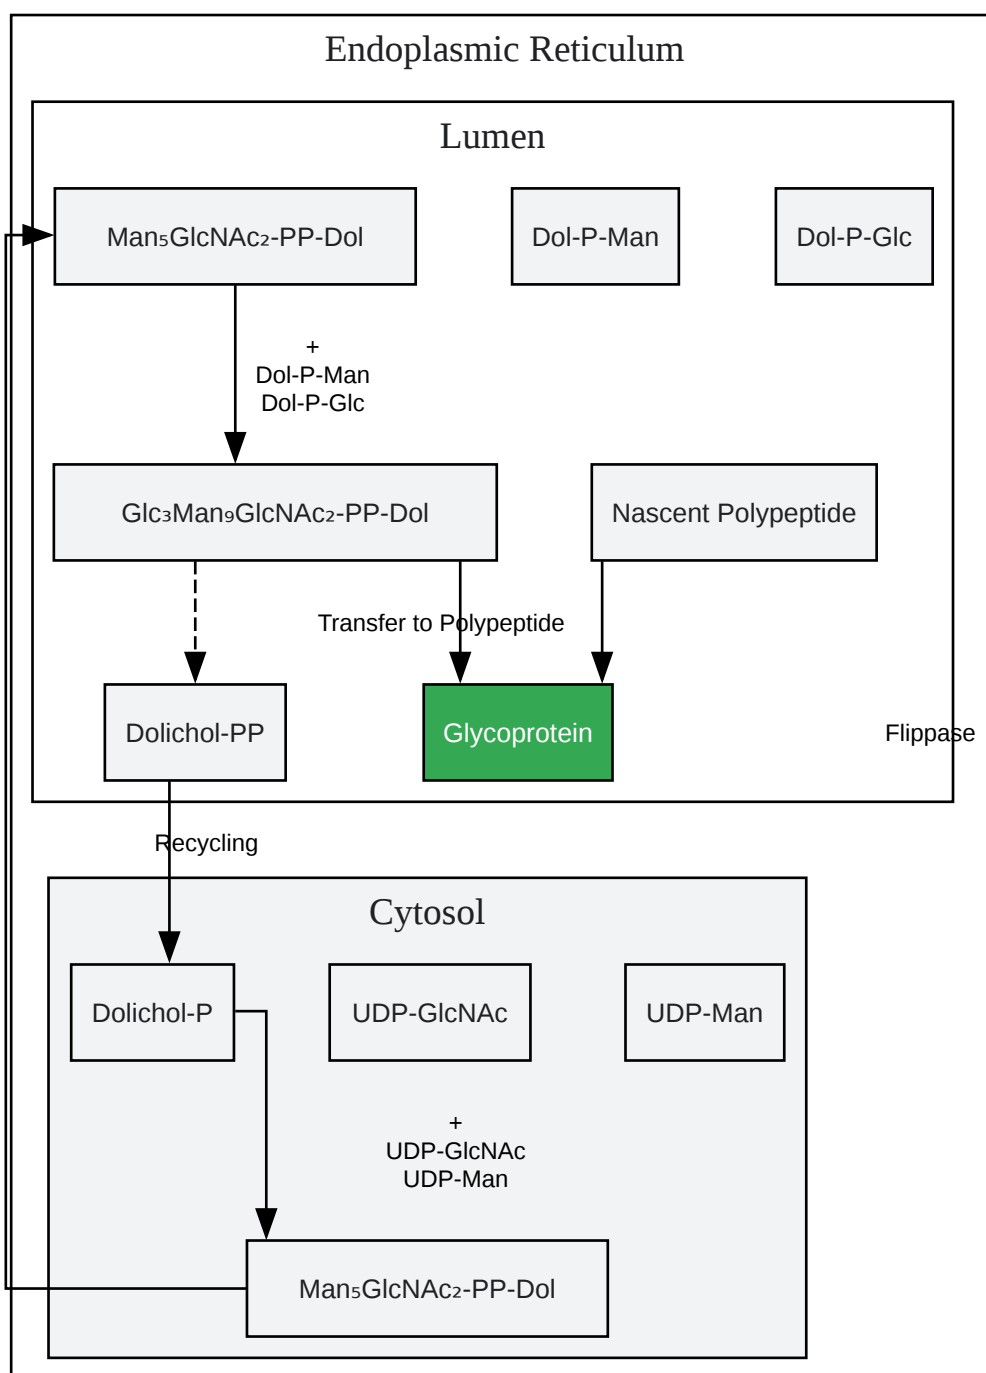 Endoplasmic Reticulum
Lumen
Man₅GlcNAc₂-PP-Dol
Dol-P-Man
Dol-P-Glc
+
Dol-P-Man
Dol-P-Glc
Glc₃Man₉GlcNAc₂-PP-Dol
Nascent Polypeptide
Transfer to Polypeptide
Dolichol-PP
Glycoprotein
Flippase
Recycling
Cytosol
Dolichol-P
UDP-GlcNAc
UDP-Man
+
UDP-GlcNAc
UDP-Man
Man₅GlcNAc₂-PP-Dol